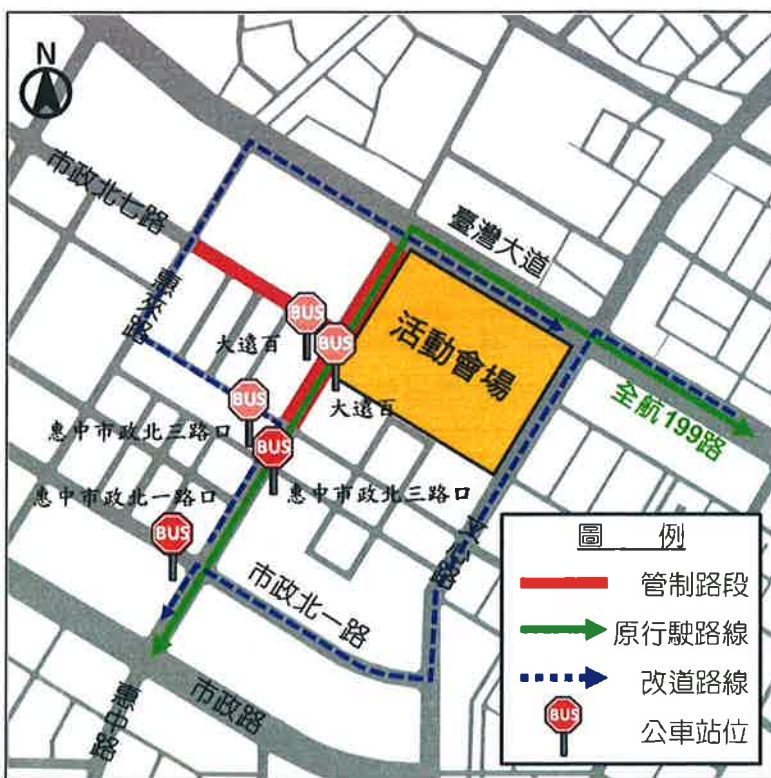 N
市政北七路
臺灣大道
惠來路
BUS
大遠百
BUS
大遠百
活動會場
全航199路
BUS
惠中市政北三路口
BUS
惠中市政北三路口
惠中市政北一路口
BUS
文心路
市政北一路
市政路
惠中路
圖 例
管制路段
原行駛路線
改道路線
BUS
公車站位